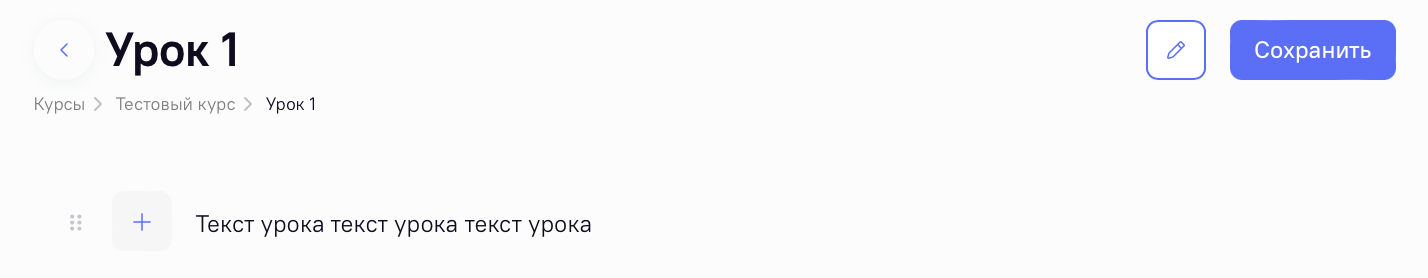 Урок 1
Сохранить
Курсы > Тестовый курс > Урок 1
Текст урока текст урока текст урока